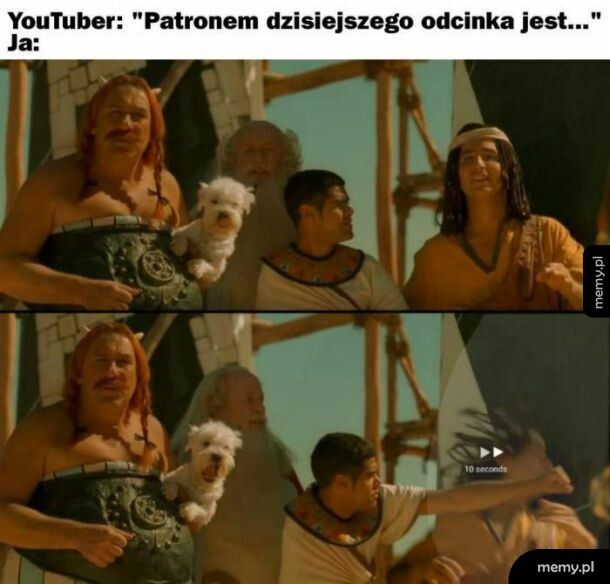 YouTuber: "Patronem dzisiejszego odcinka jest..."
Ja:
memy.pl
10 seconds
memy.pl